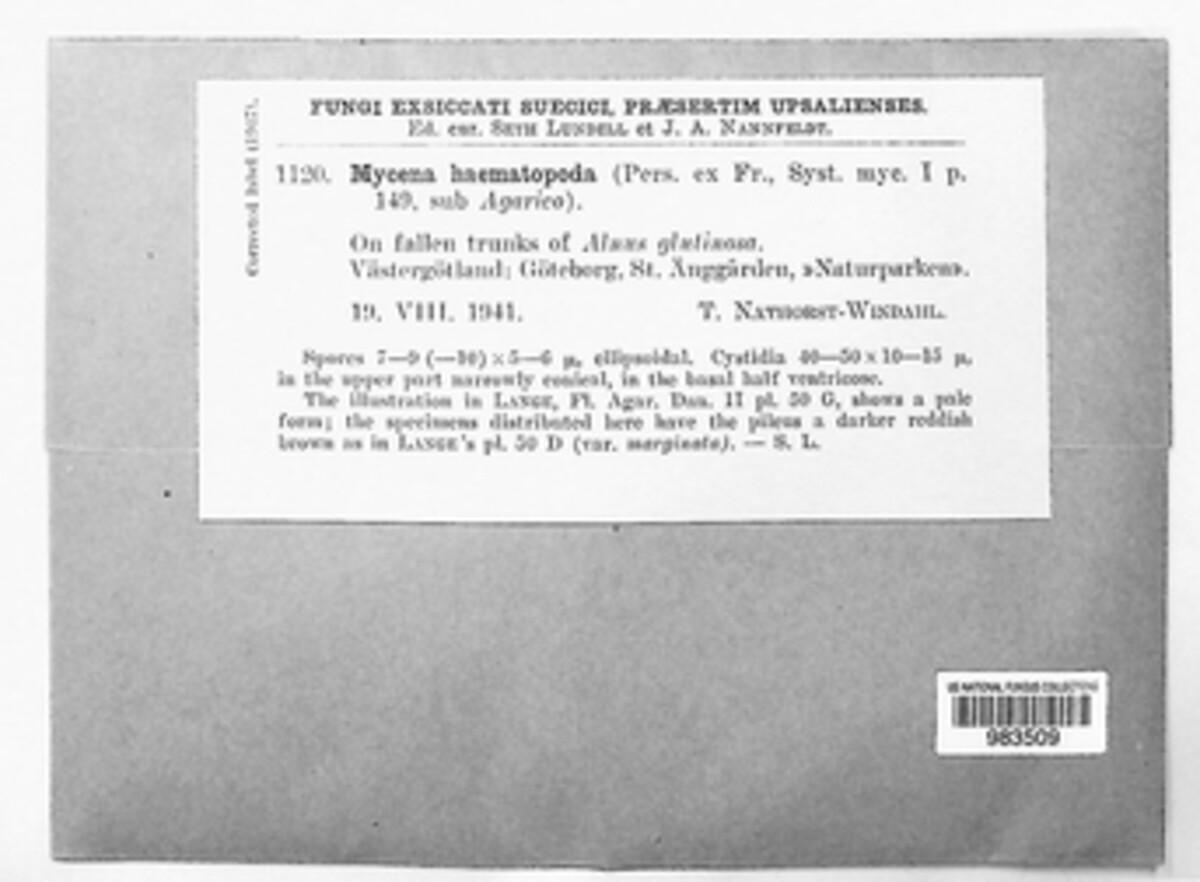 FUNGI EXSICCATI SUECICI, PRÆSERTIM UPSALIENSES.
Ed. cur. SETH LUNDELL et J. A. NANNFELDT.
Corrected label
1120. Mycena haematopoda (Pers. ex Fr., Syst. myc. I p.
149, sub Agarico).
On fallen trunks of Alnus glutinosa.
Västergötland: Göteborg, St. Änggården, »Naturparken».
19. VIII. 1941. T. NATHORST-WINDAHL.
Spores 7—9 (—10) × 5—6 µ, ellipsoidal. Cystidia 40—50 × 10—15 µ,
in the upper part narrowly conical, in the basal half ventricose.
The illustration in LANGE, Fl. Agar. Dan. II pl. 50 G, shows a pale
form; the specimens distributed here have the pileus a darker reddish
brown as in LANGE's pl. 50 D (var. marginata). — S. L.
US NATIONAL FUNGUS COLLECTIONS
983509